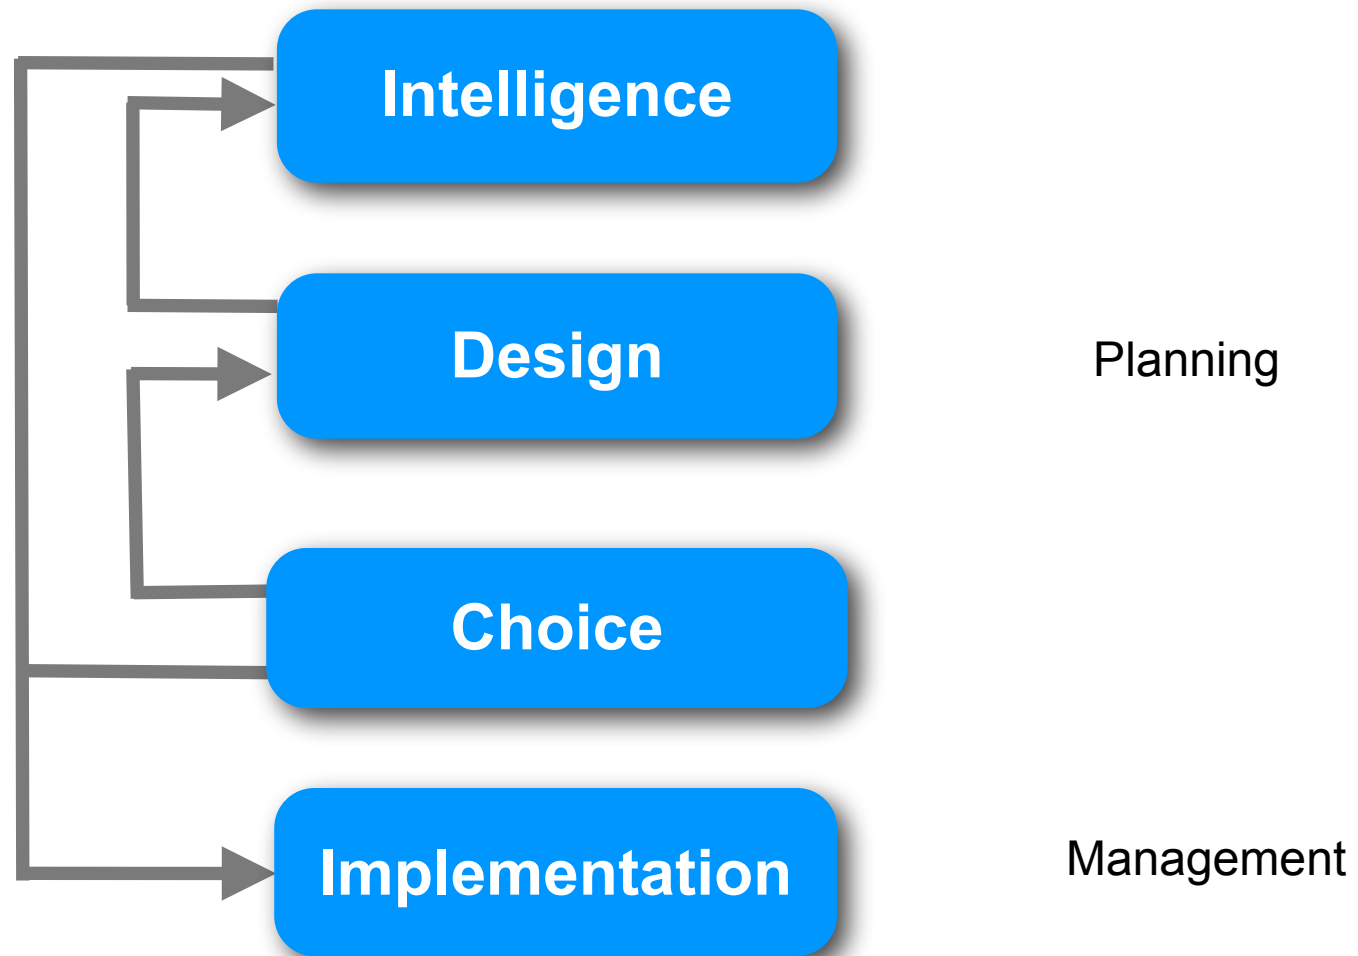 Intelligence
Design
Planning
Choice
Implementation
Management